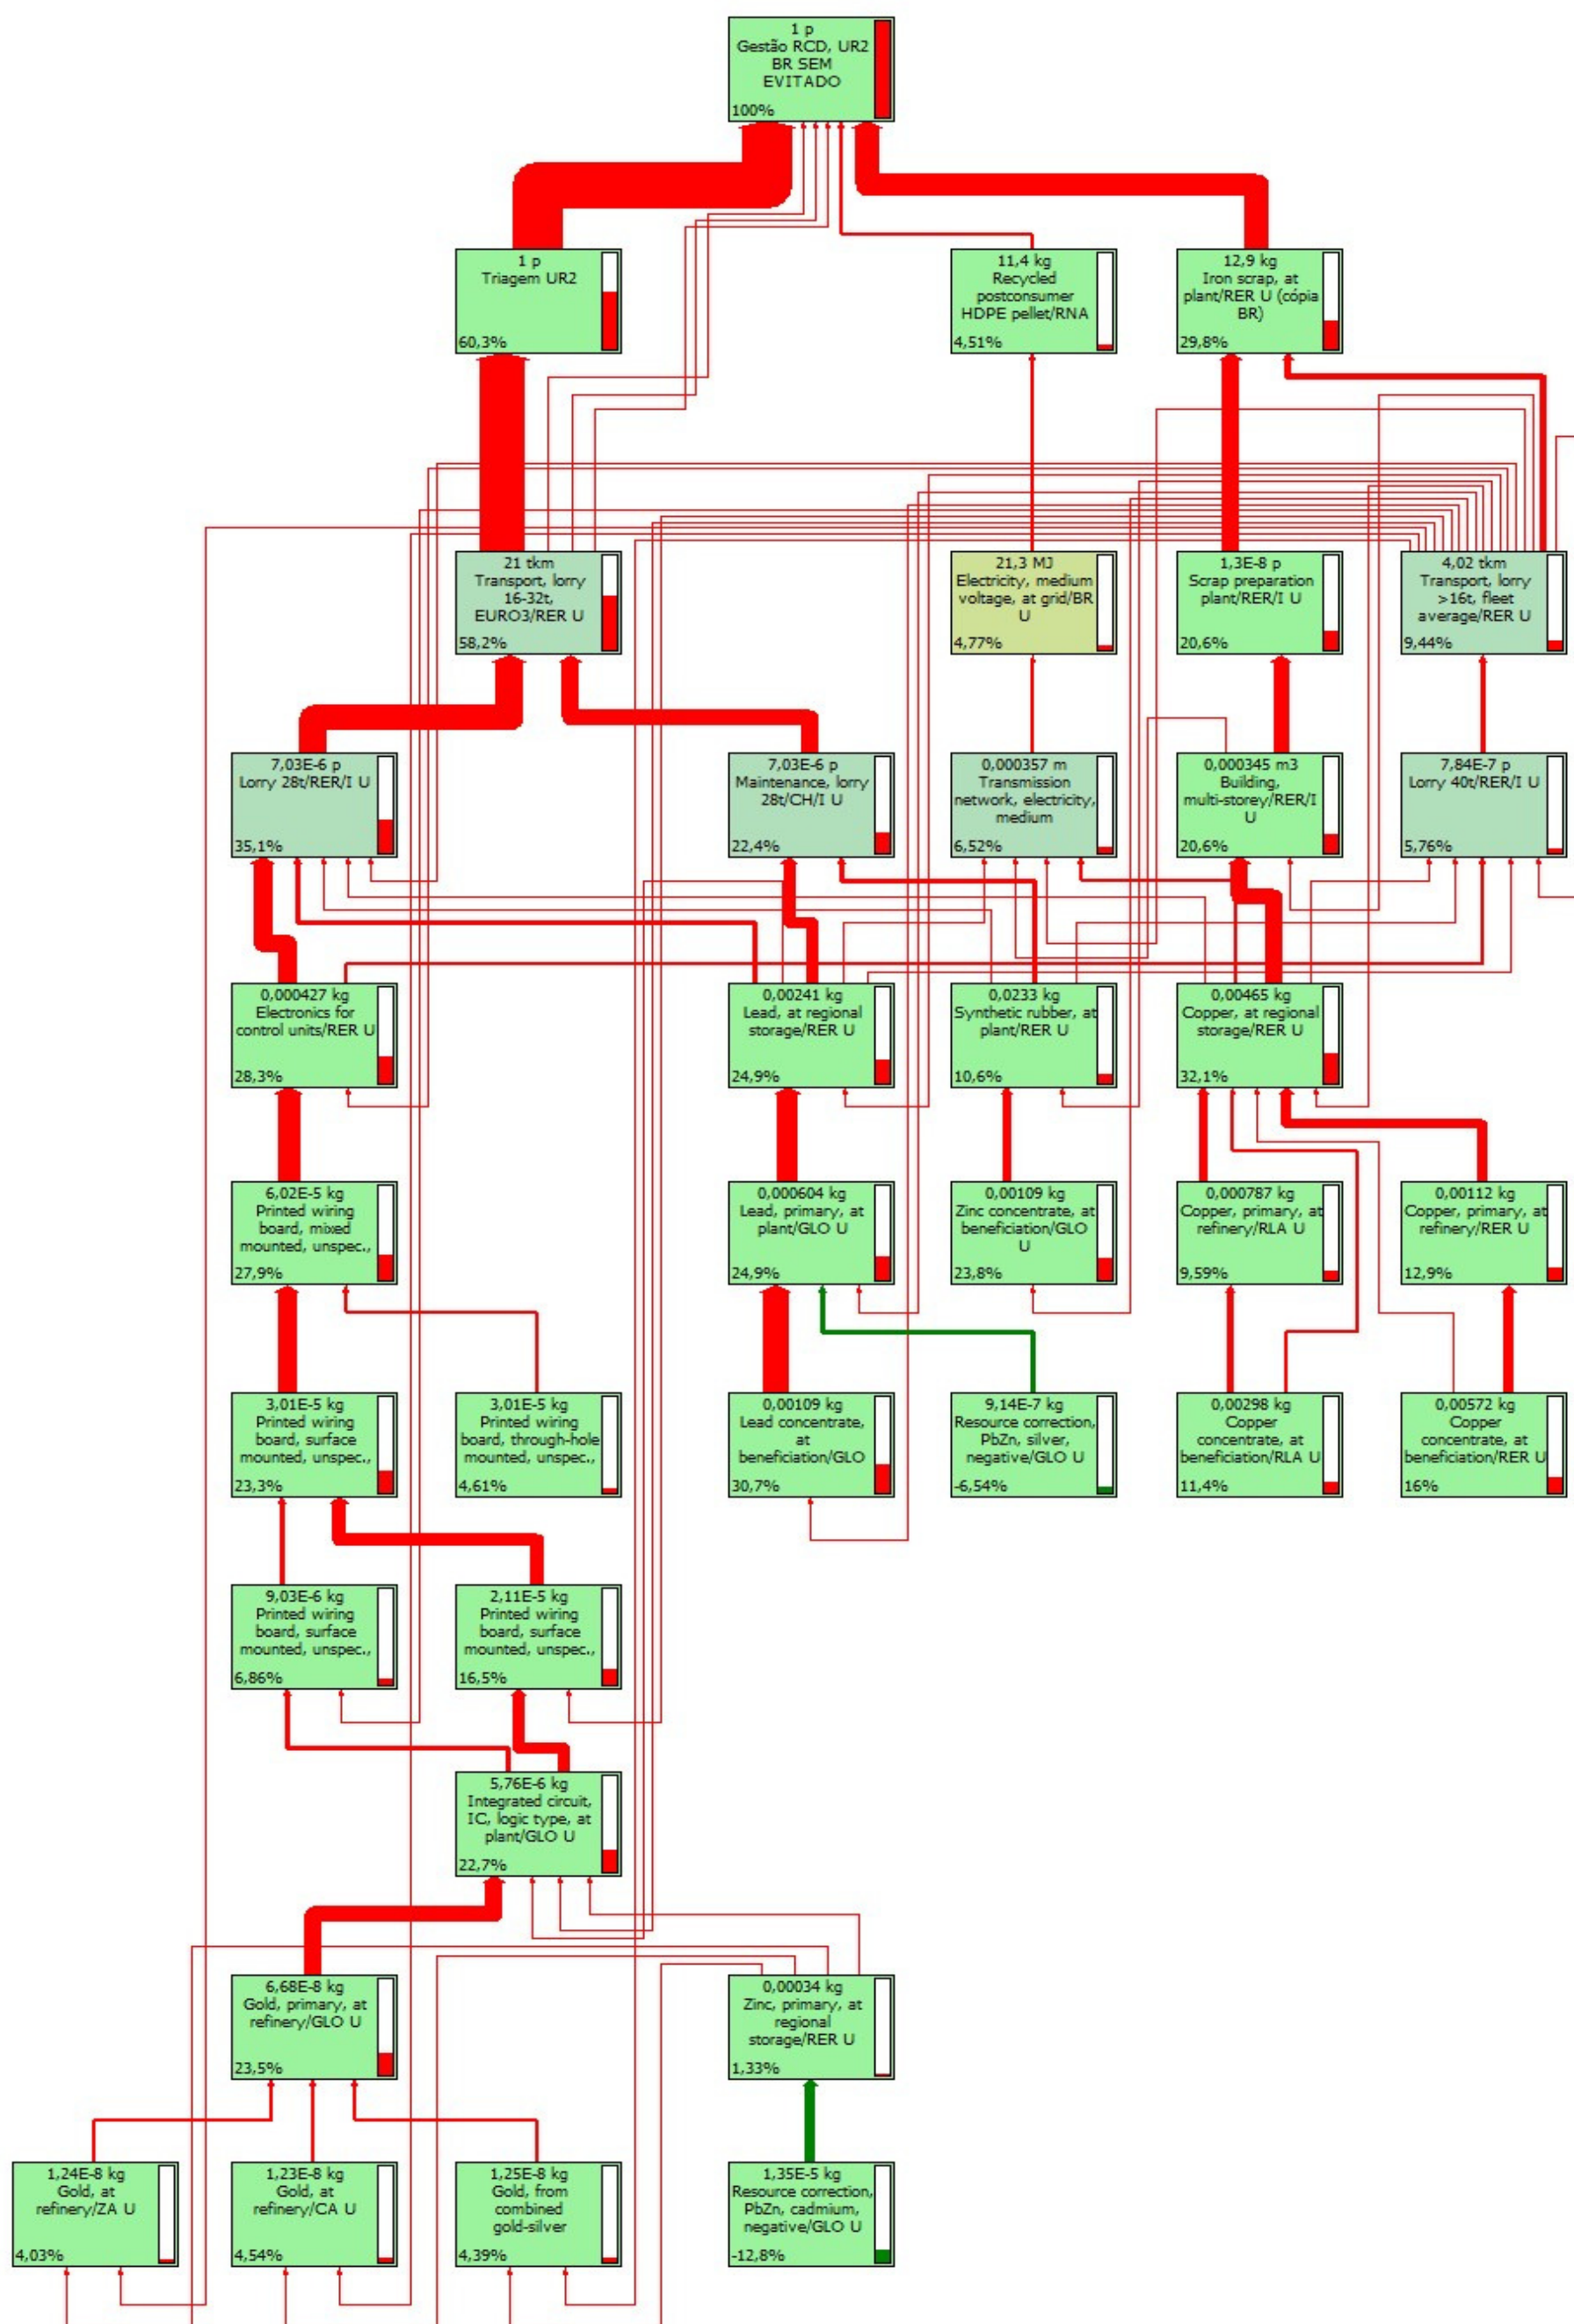 1 p
Gestão RCD, UR2
BR SEM
EVITADO
100%
1 p
Triagem UR2
60,3%
11,4 kg
Recycled
postconsumer
HDPE pellet/RNA
4,51%
12,9 kg
Iron scrap, at
plant/RER U (cópia
BR)
29,8%
21 tkm
Transport, lorry
16-32t,
EURO3/RER U
58,2%
21,3 MJ
Electricity, medium
voltage, at grid/BR
U
4,77%
1,3E-8 p
Scrap preparation
plant/RER/I U
20,6%
4,02 tkm
Transport, lorry
>16t, fleet
average/RER U
9,44%
7,03E-6 p
Lorry 28t/RER/I U
35,1%
7,03E-6 p
Maintenance, lorry
28t/CH/I U
22,4%
0,000357 m
Transmission
network, electricity,
medium
6,52%
0,000345 m3
Building,
multi-storey/RER/I
U
20,6%
7,84E-7 p
Lorry 40t/RER/I U
5,76%
0,000427 kg
Electronics for
control units/RER U
28,3%
0,00241 kg
Lead, at regional
storage/RER U
24,9%
0,0233 kg
Synthetic rubber, at
plant/RER U
10,6%
0,00465 kg
Copper, at regional
storage/RER U
32,1%
6,02E-5 kg
Printed wiring
board, mixed
mounted, unspec.,
27,9%
0,000604 kg
Lead, primary, at
plant/GLO U
24,9%
0,00109 kg
Zinc concentrate, at
beneficiation/GLO
U
23,8%
0,000787 kg
Copper, primary, at
refinery/RLA U
9,59%
0,00112 kg
Copper, primary, at
refinery/RER U
12,9%
3,01E-5 kg
Printed wiring
board, surface
mounted, unspec.,
23,3%
3,01E-5 kg
Printed wiring
board, through-hole
mounted, unspec.,
4,61%
0,00109 kg
Lead concentrate,
at
beneficiation/GLO
30,7%
9,14E-7 kg
Resource correction,
PbZn, silver,
negative/GLO U
-6,54%
0,00298 kg
Copper
concentrate, at
beneficiation/RLA U
11,4%
0,00572 kg
Copper
concentrate, at
beneficiation/RER U
16%
9,03E-6 kg
Printed wiring
board, surface
mounted, unspec.,
6,86%
2,11E-5 kg
Printed wiring
board, surface
mounted, unspec.,
16,5%
5,76E-6 kg
Integrated circuit,
IC, logic type, at
plant/GLO U
22,7%
6,68E-8 kg
Gold, primary, at
refinery/GLO U
23,5%
0,00034 kg
Zinc, primary, at
regional
storage/RER U
1,33%
1,24E-8 kg
Gold, at
refinery/ZA U
4,03%
1,23E-8 kg
Gold, at
refinery/CA U
4,54%
1,25E-8 kg
Gold, from
combined
gold-silver
4,39%
1,35E-5 kg
Resource correction,
PbZn, cadmium,
negative/GLO U
-12,8%